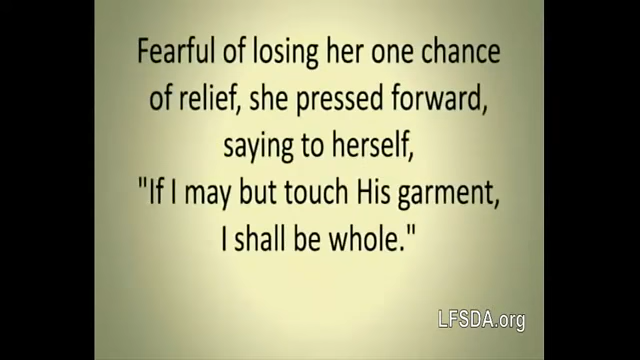 Fearful of losing her one chance
of relief, she pressed forward,
saying to herself,
"If I may but touch His garment,
I shall be whole."
LFSDA.org